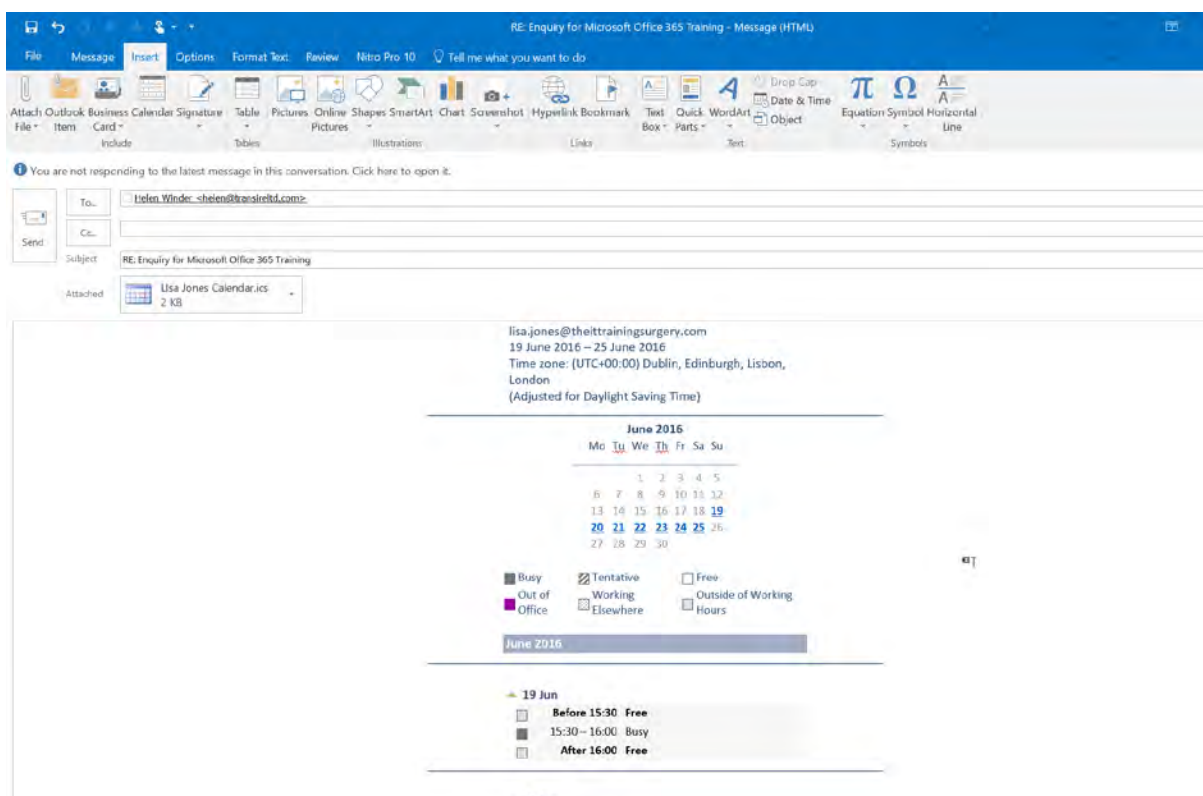 RE: Enquiry for Microsoft Office 365 Training - Message (HTML)
File Message Insert Options Format Text Review Nitro Pro 10 Tell me what you want to do
Attach File Outlook Item Business Card Calendar Signature Table Pictures Online Pictures Shapes SmartArt Chart Screenshot Hyperlink Bookmark Text Box Quick Parts WordArt Drop Cap Date & Time Object Equation Symbol Horizontal Line
Include Tables Illustrations Links Text Symbols
You are not responding to the latest message in this conversation. Click here to open it.
To... Helen Winder <helen@transireltd.com>
Cc...
Send
Subject RE: Enquiry for Microsoft Office 365 Training
Attached Lisa Jones Calendar.ics
2 KB
lisa.jones@theittrainingsurgery.com
19 June 2016 – 25 June 2016
Time zone: (UTC+00:00) Dublin, Edinburgh, Lisbon,
London
(Adjusted for Daylight Saving Time)
June 2016
Mo Tu We Th Fr Sa Su
1 2 3 4 5
6 7 8 9 10 11 12
13 14 15 16 17 18 19
20 21 22 23 24 25 26
27 28 29 30
Busy Tentative Free
Out of Office Working Elsewhere Outside of Working Hours
June 2016
19 Jun
Before 15:30 Free
15:30 – 16:00 Busy
After 16:00 Free